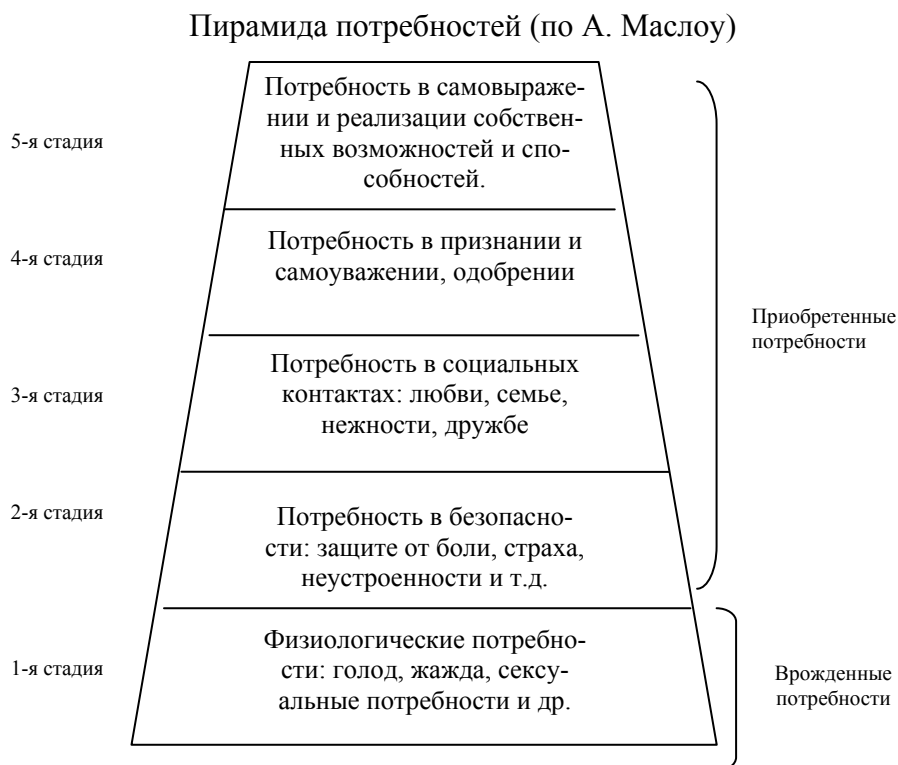 Пирамида потребностей (по А. Маслоу)
5-я стадия
Потребность в самовыраже-
нии и реализации собствен-
ных возможностей и спо-
собностей.
4-я стадия
Потребность в признании и
самоуважении, одобрении
3-я стадия
Потребность в социальных
контактах: любви, семье,
нежности, дружбе
2-я стадия
Потребность в безопасно-
сти: защите от боли, страха,
неустроенности и т.д.
Приобретенные
потребности
1-я стадия
Физиологические потребно-
сти: голод, жажда, сексу-
альные потребности и др.
Врожденные
потребности